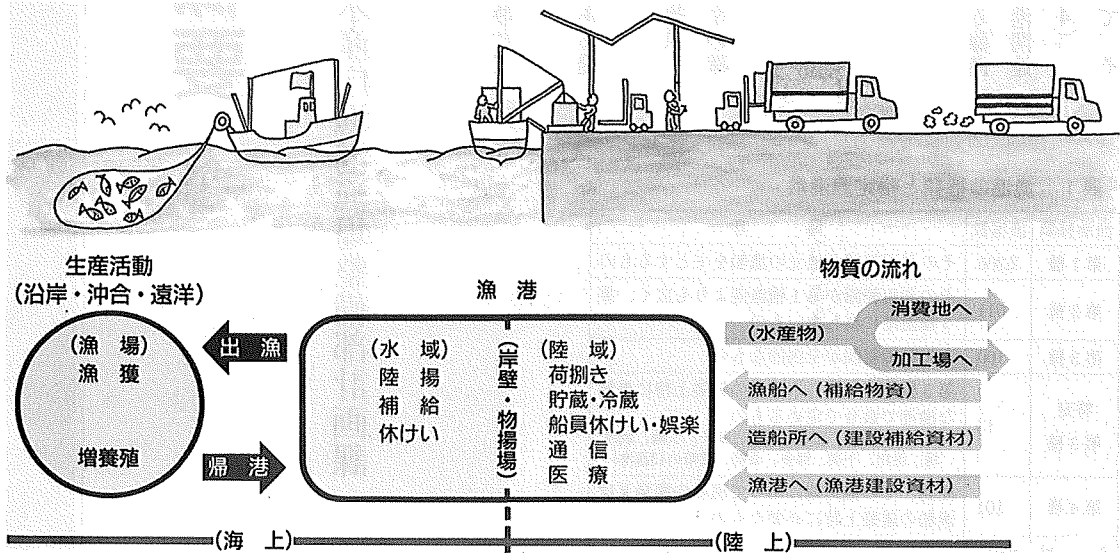 生産活動
(沿岸・沖合・遠洋)
(漁場)
漁獲
増養殖
出漁
帰港
漁港
(水域)
陸揚
補給
休けい
(岸壁・物揚場)
(陸域)
荷捌き
貯蔵・冷蔵
船員休けい・娯楽
通信
医療
物質の流れ
(水産物)
消費地へ
加工場へ
漁船へ(補給物資)
造船所へ(建設補給資材)
漁港へ(漁港建設資材)
(海上)
(陸上)